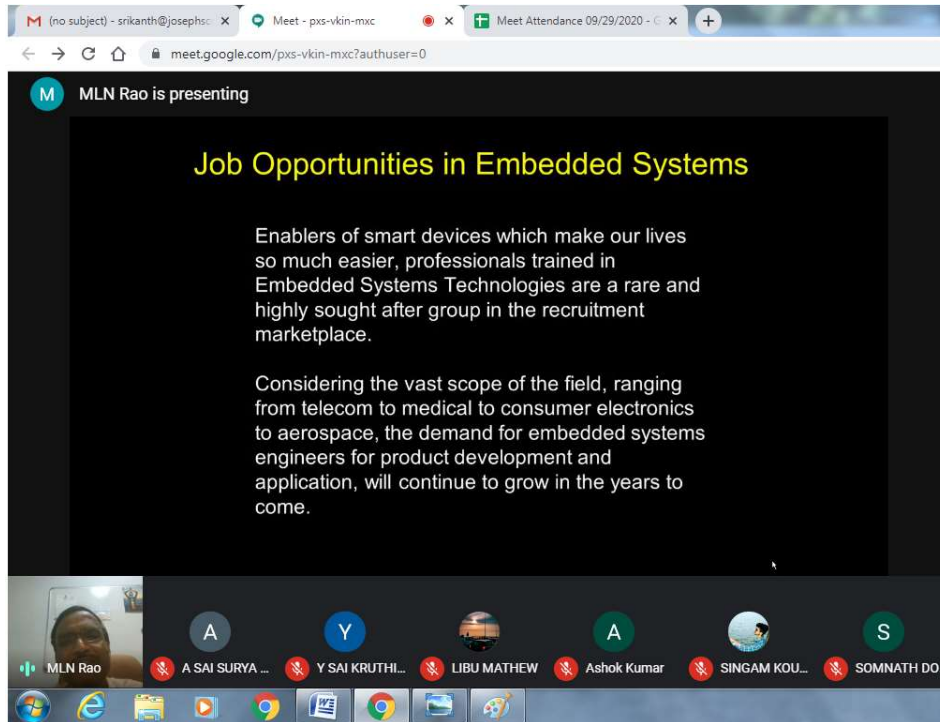 (no subject) - srikanth@josephsc
Meet - pxs-vkin-mxc
Meet Attendance 09/29/2020 - G
meet.google.com/pxs-vkin-mxc?authuser=0
M
MLN Rao is presenting
Job Opportunities in Embedded Systems
Enablers of smart devices which make our lives
so much easier, professionals trained in
Embedded Systems Technologies are a rare and
highly sought after group in the recruitment
marketplace.
Considering the vast scope of the field, ranging
from telecom to medical to consumer electronics
to aerospace, the demand for embedded systems
engineers for product development and
application, will continue to grow in the years to
come.
A
Y
A
S
MLN Rao
A SAI SURYA ...
Y SAI KRUTHI...
LIBU MATHEW
Ashok Kumar
SINGAM KOU...
SOMNATH DO